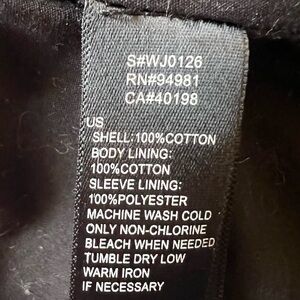 S#WJ0126
RN#94981
CA#40198
US
SHELL:100%COTTON
BODY LINING:
100%COTTON
SLEEVE LINING:
100%POLYESTER
MACHINE WASH COLD
ONLY NON-CHLORINE
BLEACH WHEN NEEDED
TUMBLE DRY LOW
WARM IRON
IF NECESSARY